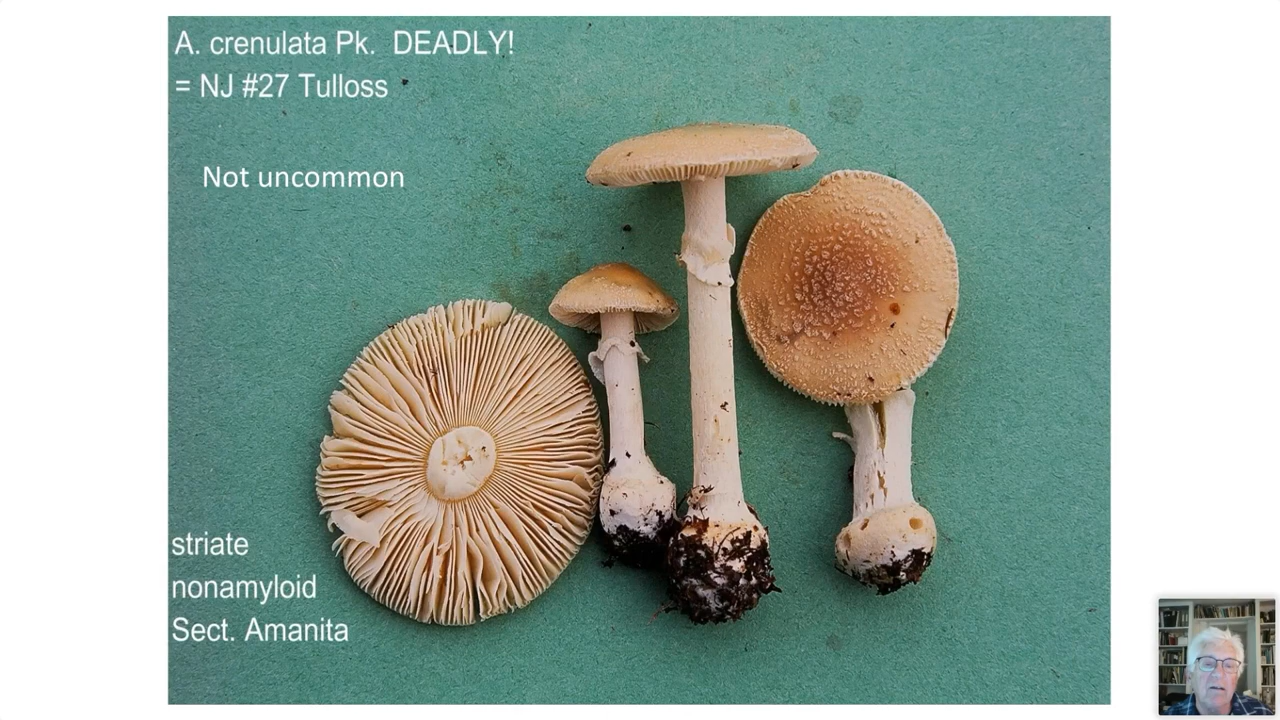 A. crenulata Pk.  DEADLY!
= NJ #27 Tulloss
Not uncommon
striate
nonamyloid
Sect. Amanita